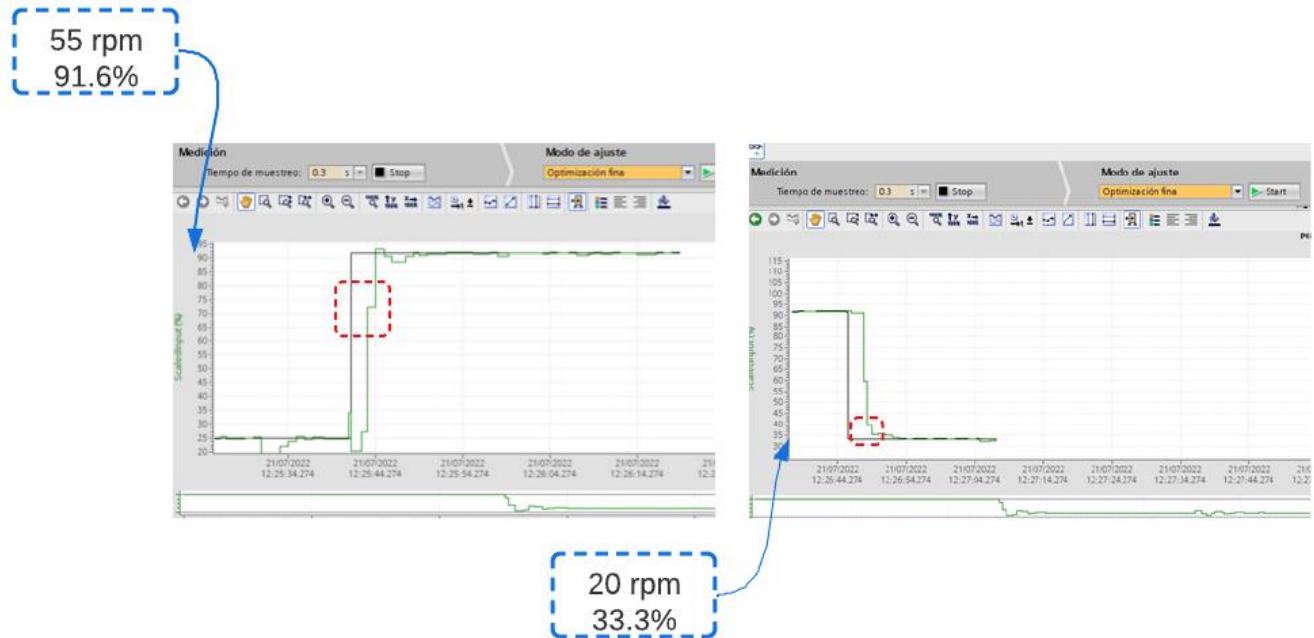 55 rpm
91.6%
Medición
Modo de ajuste
Tiempo de muestreo: 0.3 s
Stop
Optimización fina
95
90
85
80
75
70
65
60
55
50
45
40
35
30
25
20
ScaledInput (%)
21/07/2022 21/07/2022 21/07/2022 21/07/2022 21/07/2022
12:25:34.274 12:25:44.274 12:25:54.274 12:26:04.274 12:26:14.274
Medición
Modo de ajuste
Tiempo de muestreo: 0.3 s
Stop
Optimización fina
Start
115
110
105
100
95
90
85
80
75
70
65
60
55
50
45
40
35
30
ScaledInput (%)
21/07/2022 21/07/2022 21/07/2022 21/07/2022 21/07/2022 21/07/2022 21/07/2022
12:26:44.274 12:26:54.274 12:27:04.274 12:27:14.274 12:27:24.274 12:27:34.274 12:27:44.274
20 rpm
33.3%